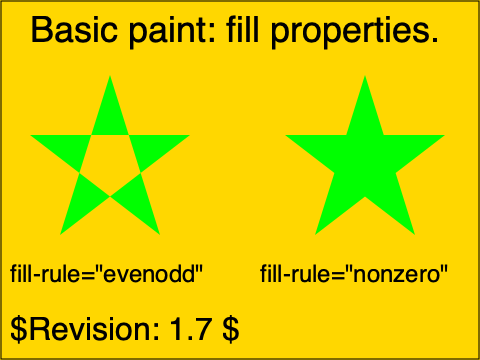 Basic paint: fill properties.
fill-rule="evenodd"
fill-rule="nonzero"
$Revision: 1.7 $